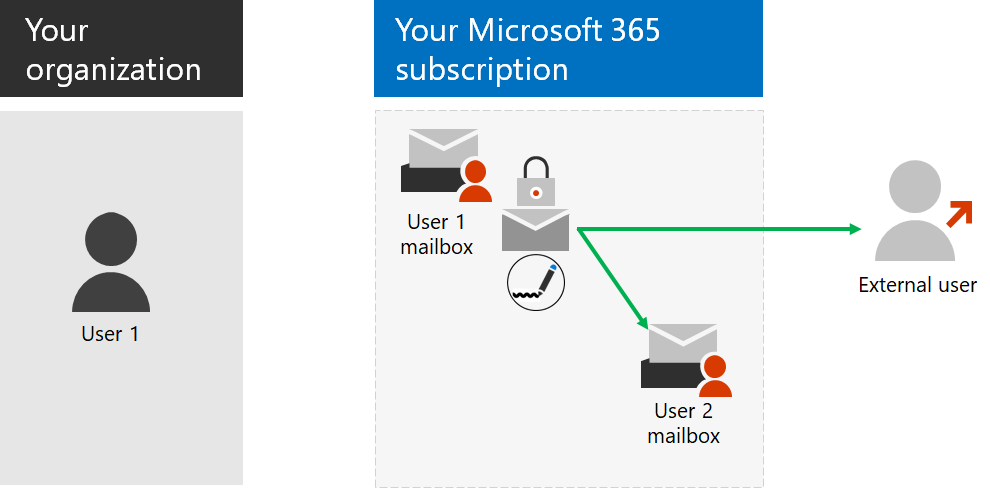 Your
organization
Your Microsoft 365
subscription
User 1
User 1
mailbox
External user
User 2
mailbox